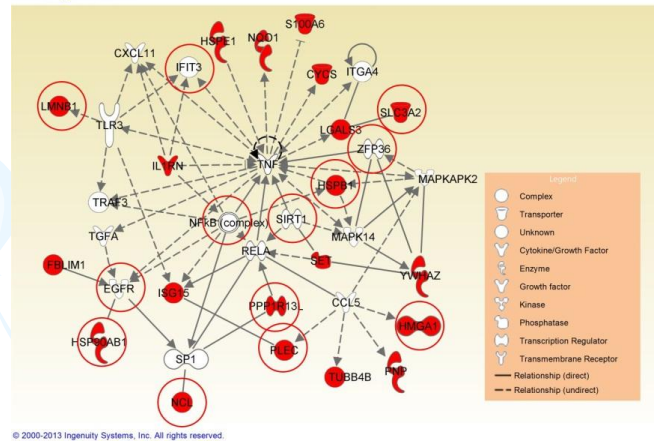 S100A6
HSPE1
NQO1
CXCL11
IFIT3
CYCS
ITGA4
LMNB1
SLC3A2
TLR3
LGALS3
ZFP36
IL1RN
TNF
HSPB1
MAPKAPK2
TRAF3
NFkB (complex)
SIRT1
TGFA
MAPK14
RELA
FBLIM1
SET
YWHAZ
EGFR
ISG15
CCL5
PPP1R13L
HMGA1
HSP90AB1
PLEC
SP1
TUBB4B
PNP
NCL
Legend
Complex
Transporter
Unknown
Cytokine/Growth Factor
Enzyme
Growth factor
Kinase
Phosphatase
Transcription Regulator
Transmembrane Receptor
Relationship (direct)
Relationship (undirect)
© 2000-2013 Ingenuity Systems, Inc. All rights reserved.